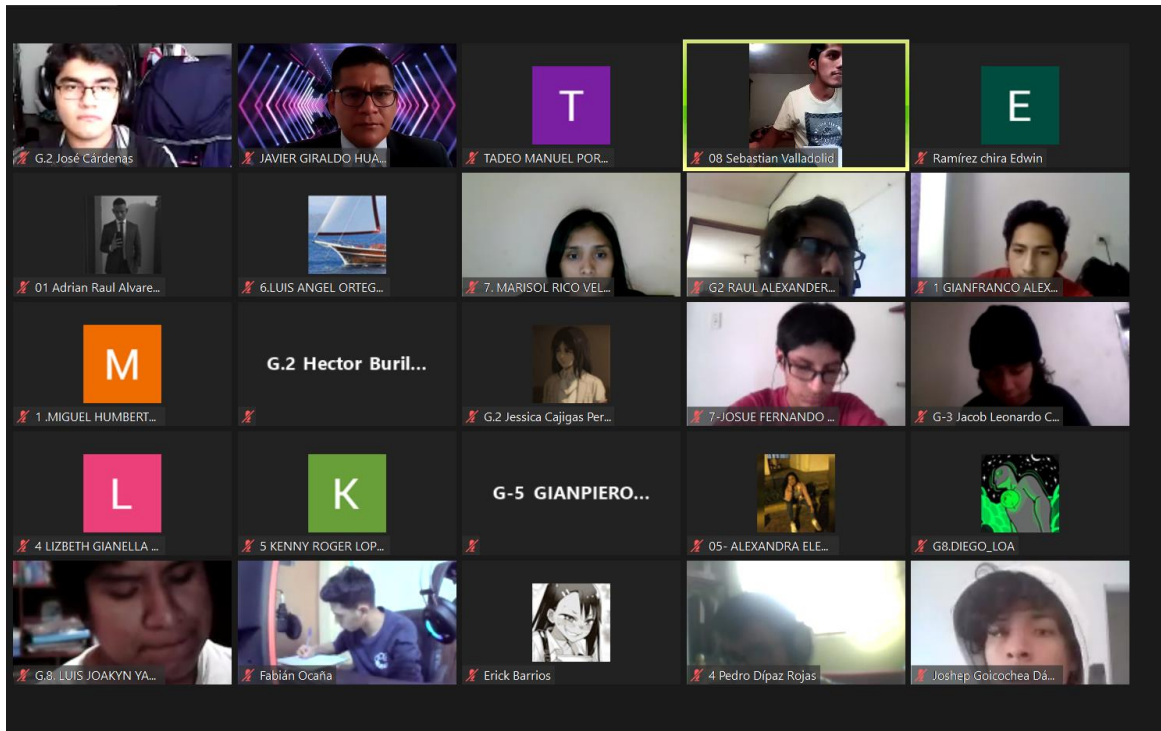 G.2 José Cárdenas
JAVIER GIRALDO HUA...
T
TADEO MANUEL POR...
08 Sebastian Valladolid
E
Ramírez chira Edwin
01 Adrian Raul Alvare...
6.LUIS ANGEL ORTEG...
7. MARISOL RICO VEL...
G2 RAUL ALEXANDER...
1 GIANFRANCO ALEX...
M
1 .MIGUEL HUMBERT...
G.2 Hector Buril...
G.2 Jessica Cajigas Per...
7-JOSUE FERNANDO ...
G-3 Jacob Leonardo C...
L
4 LIZBETH GIANELLA ...
K
5 KENNY ROGER LOP...
G-5 GIANPIERO...
05- ALEXANDRA ELE...
G8.DIEGO_LOA
G.8. LUIS JOAKYN YA...
Fabián Ocaña
Erick Barrios
4 Pedro Dípaz Rojas
Joshep Goicochea Dá...